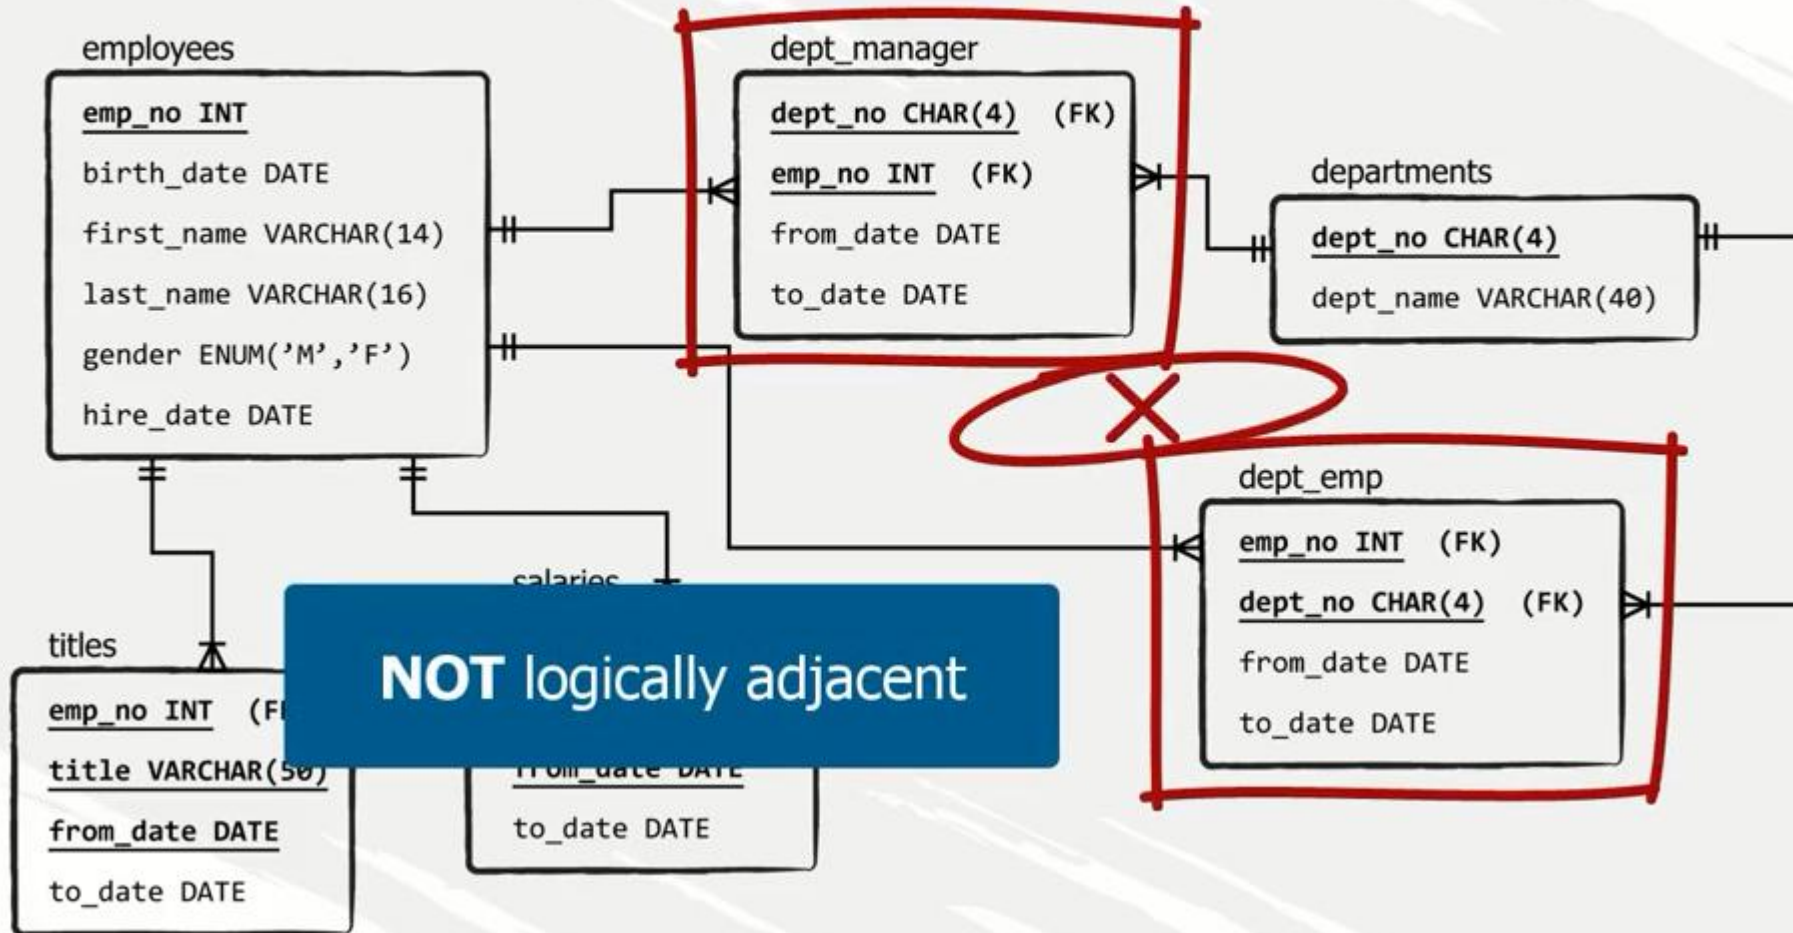 employees
emp_no INT
birth_date DATE
first_name VARCHAR(14)
last_name VARCHAR(16)
gender ENUM(’M’,’F’)
hire_date DATE
dept_manager
dept_no CHAR(4) (FK)
emp_no INT (FK)
from_date DATE
to_date DATE
departments
dept_no CHAR(4)
dept_name VARCHAR(40)
dept_emp
emp_no INT (FK)
dept_no CHAR(4) (FK)
from_date DATE
to_date DATE
salaries
from_date DATE
to_date DATE
titles
emp_no INT
title VARCHAR(50)
from_date DATE
to_date DATE
NOT logically adjacent